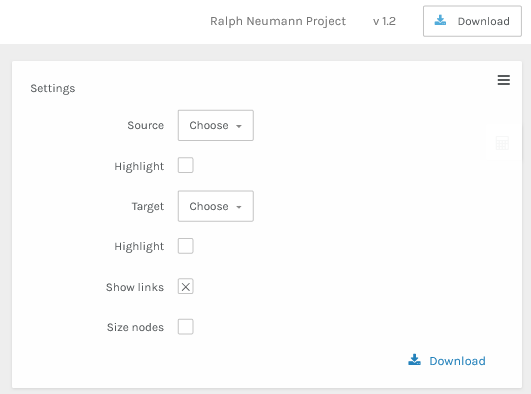 Ralph Neumann Project v 1.2 Download
Settings
Source Choose
Highlight
Target Choose
Highlight
Show links
Size nodes
Download